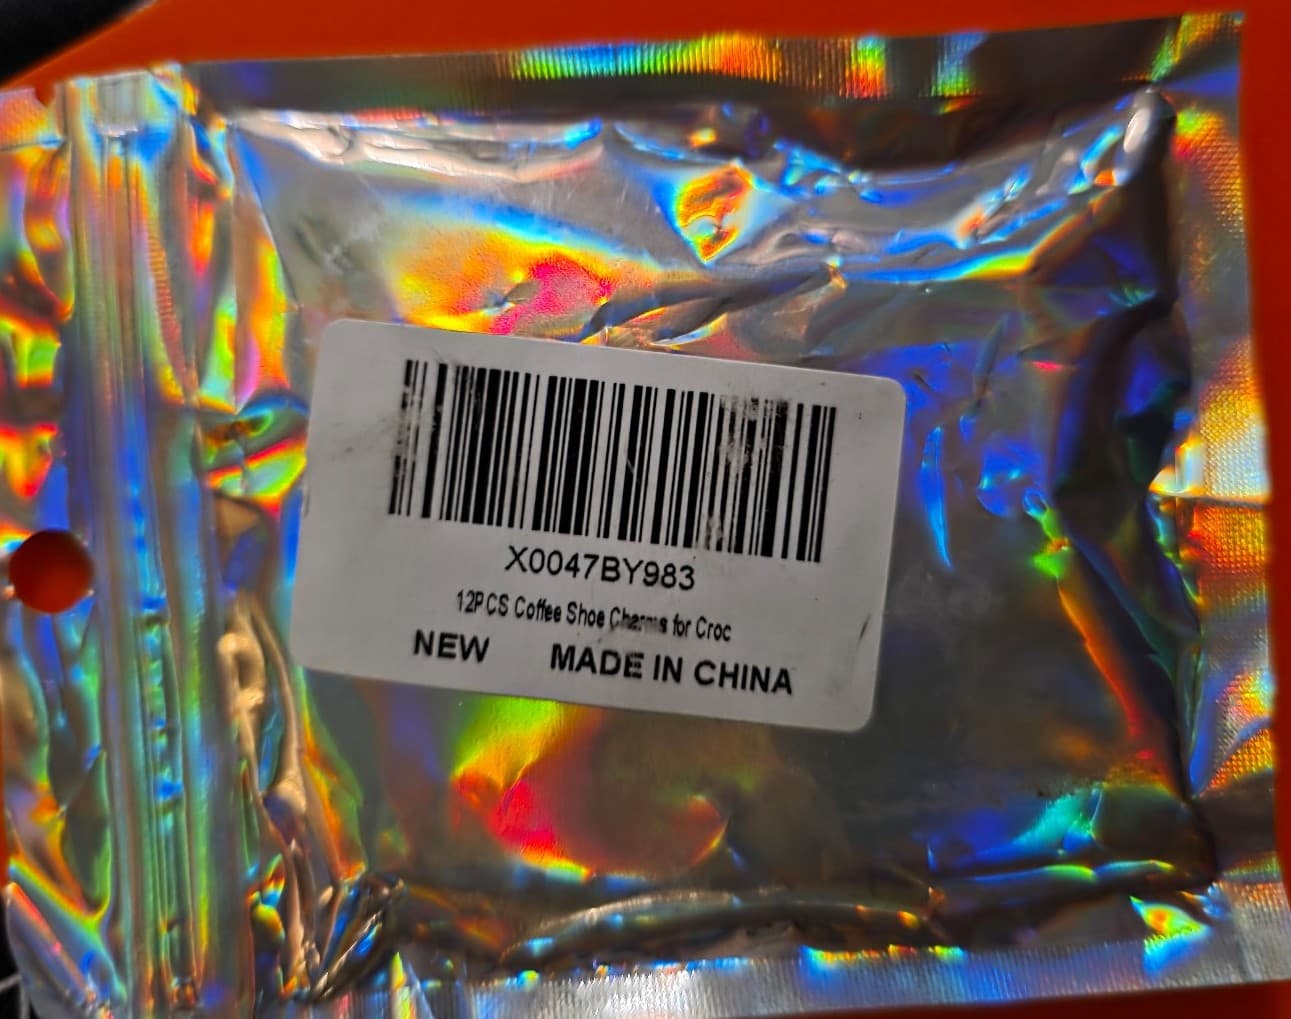 X0047BY983
12PCS Coffee Shoe Charms for Croc
NEW MADE IN CHINA